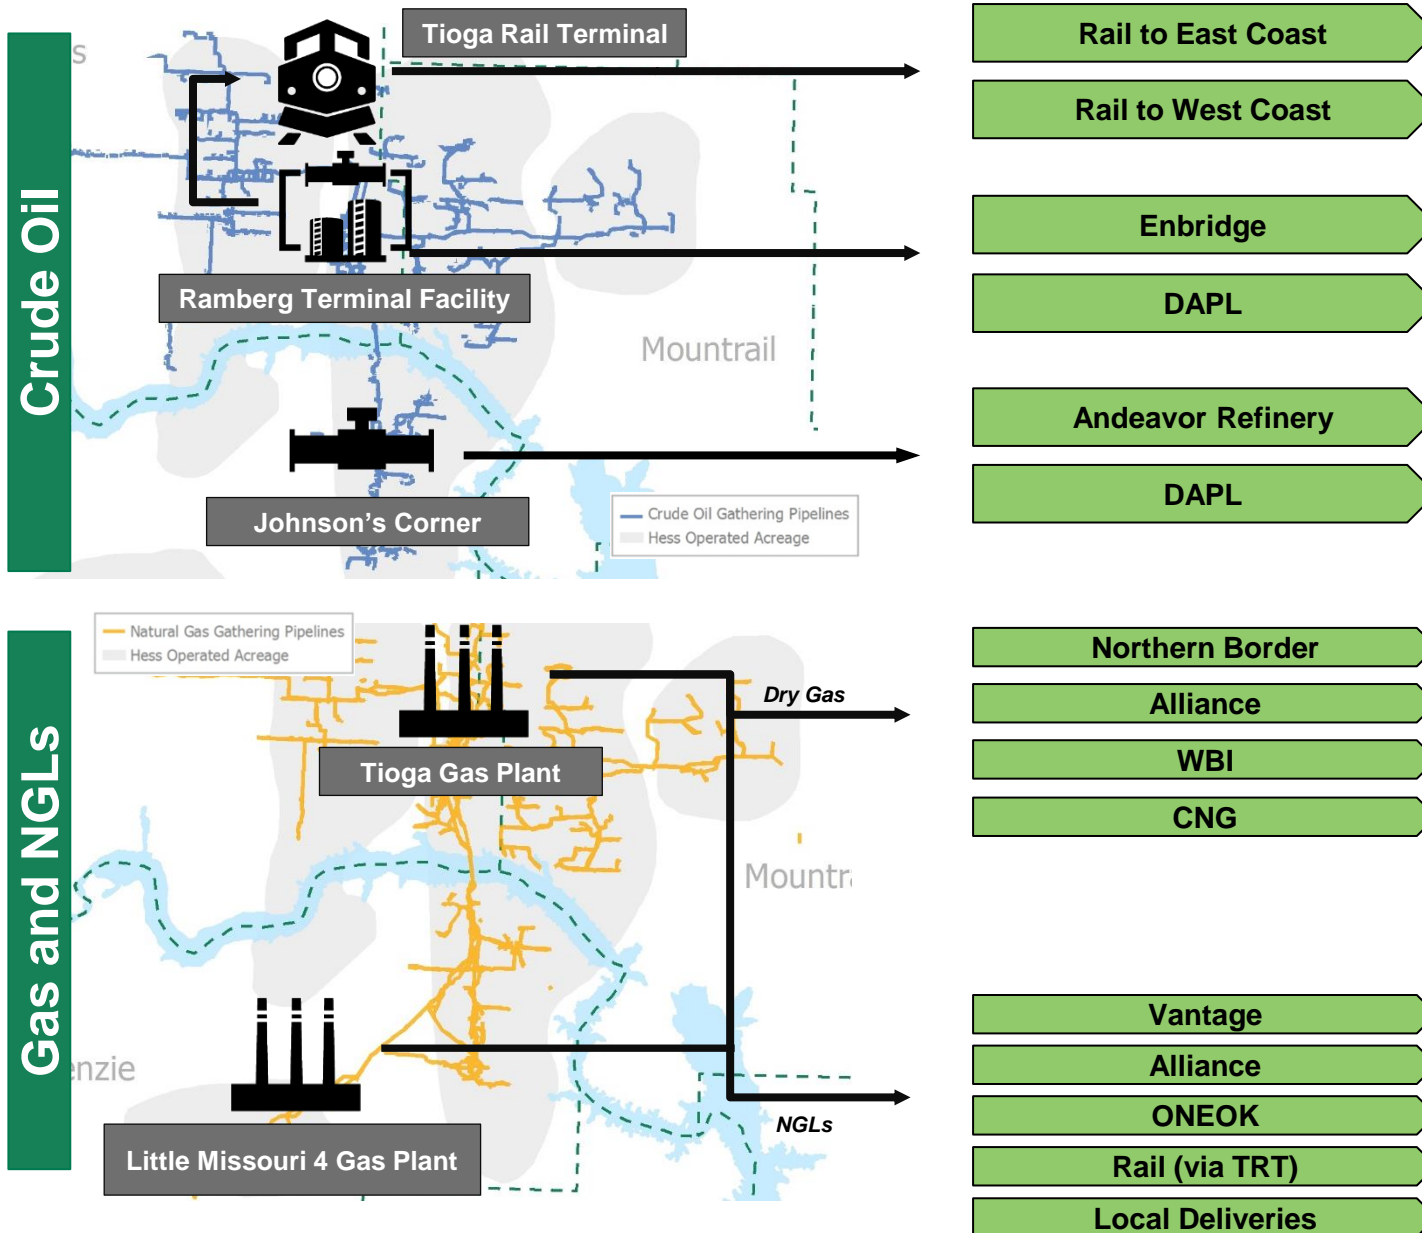 Crude Oil
s
Tioga Rail Terminal
Rail to East Coast
Rail to West Coast
Enbridge
Ramberg Terminal Facility
DAPL
Mountrail
Andeavor Refinery
Johnson's Corner
DAPL
Crude Oil Gathering Pipelines
Hess Operated Acreage
Gas and NGLs
Natural Gas Gathering Pipelines
Hess Operated Acreage
Northern Border
Dry Gas
Alliance
Tioga Gas Plant
WBI
CNG
Mountra
Vantage
enzie
Alliance
NGLs
ONEOK
Little Missouri 4 Gas Plant
Rail (via TRT)
Local Deliveries